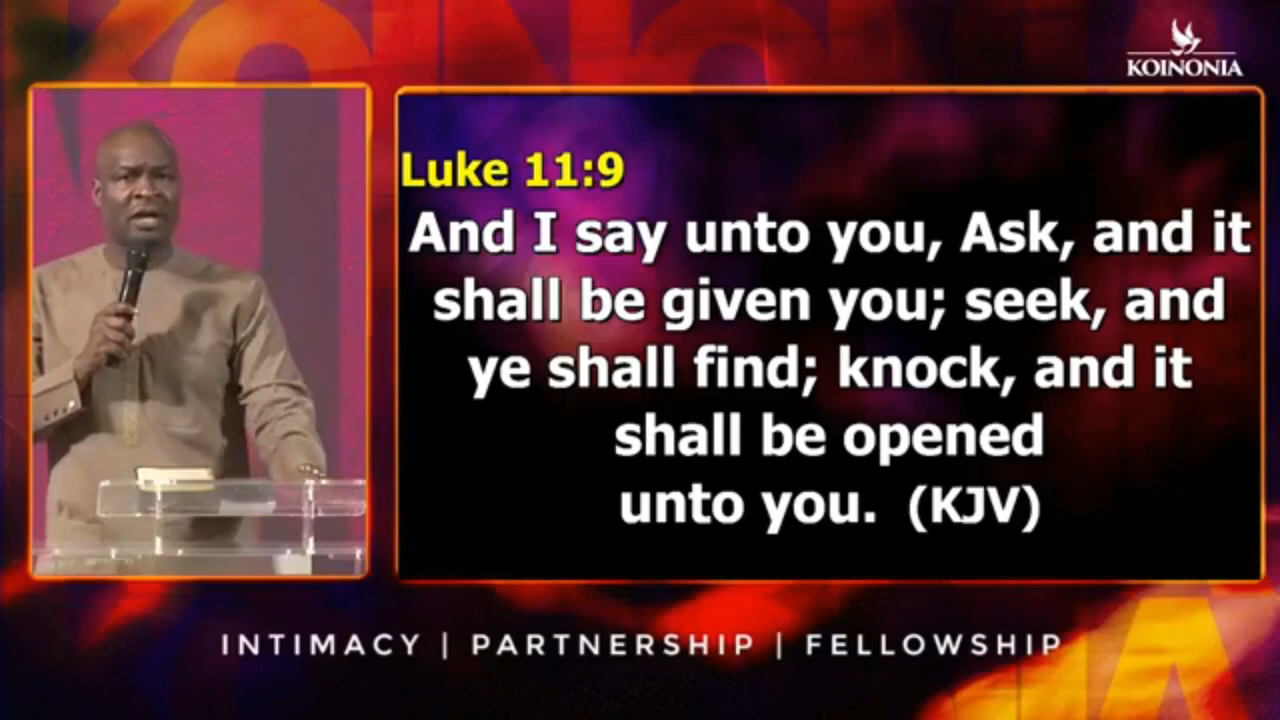 KOINONIA
Luke 11:9
And I say unto you, Ask, and it
shall be given you; seek, and
ye shall find; knock, and it
shall be opened
unto you. (KJV)
INTIMACY | PARTNERSHIP | FELLOWSHIP